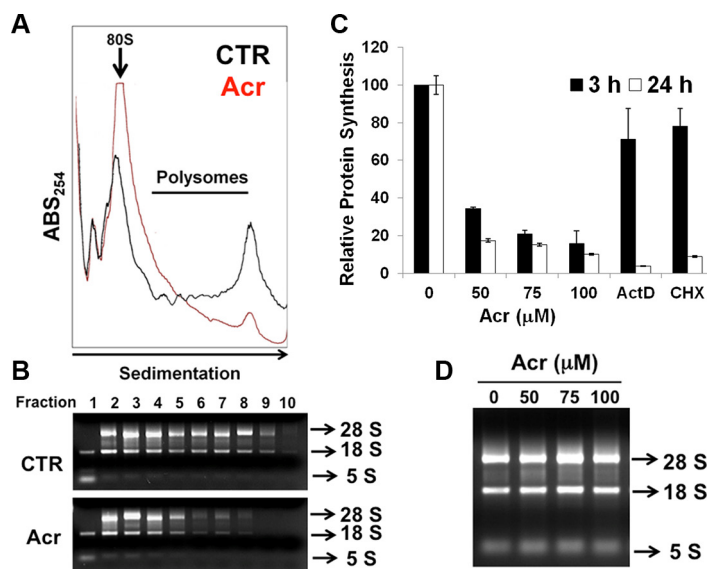 A
80S
CTR
Acr
Polysomes
ABS254
Sedimentation
B
Fraction 1 2 3 4 5 6 7 8 9 10
CTR
28 S
18 S
5 S
Acr
28 S
18 S
5 S
C
120
100
80
60
40
20
0
Relative Protein Synthesis
3 h 24 h
0 50 75 100 ActD CHX
Acr (μM)
D
Acr (μM)
0 50 75 100
28 S
18 S
5 S